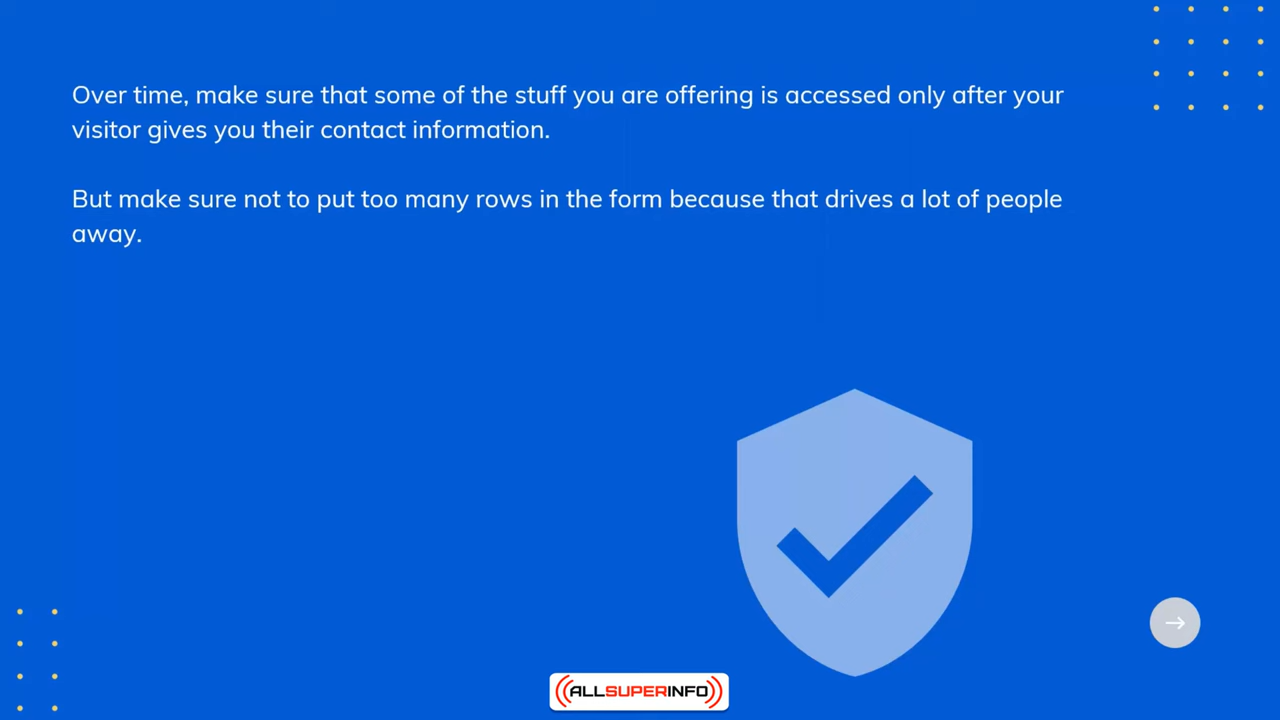 Over time, make sure that some of the stuff you are offering is accessed only after your
visitor gives you their contact information.
But make sure not to put too many rows in the form because that drives a lot of people
away.
ALLSUPERINFO